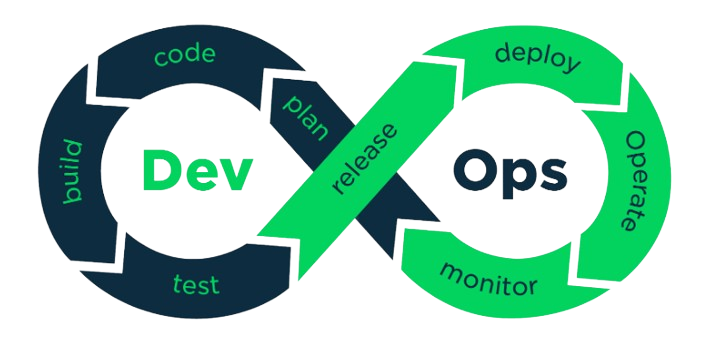 code
deploy
plan
build
Dev
release
Ops
Operate
test
monitor